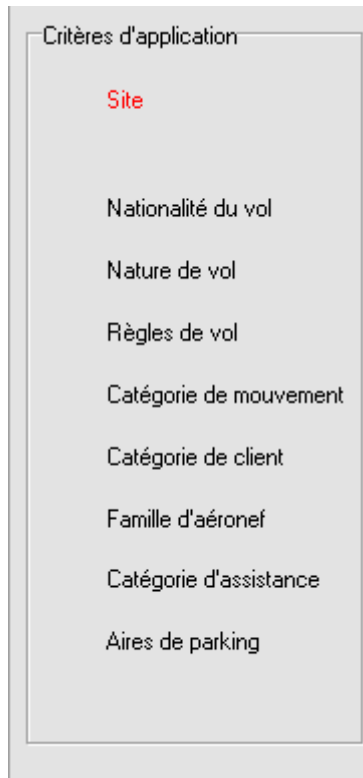 Critères d'application
Site
Nationalité du vol
Nature de vol
Règles de vol
Catégorie de mouvement
Catégorie de client
Famille d'aéronef
Catégorie d'assistance
Aires de parking